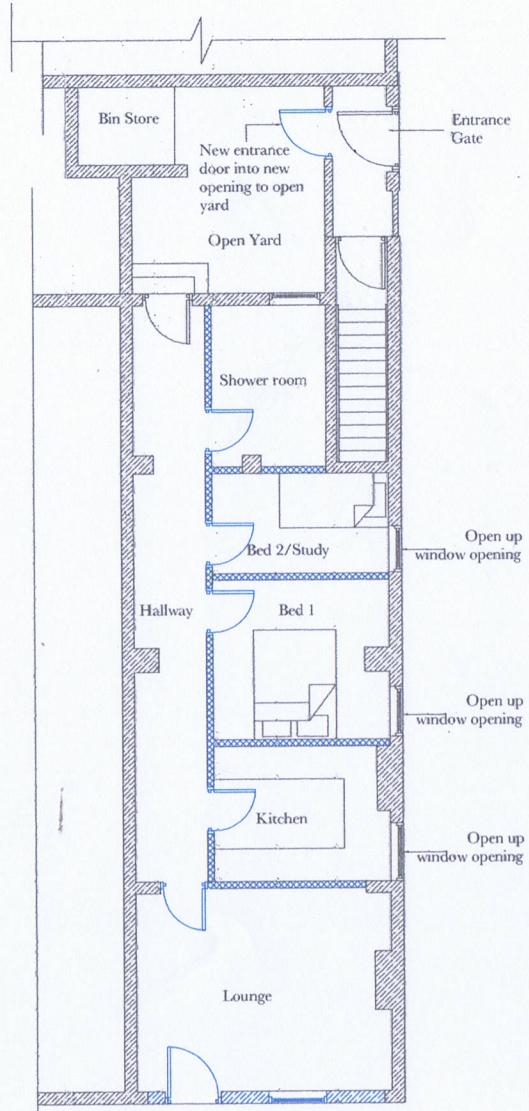 Bin Store
Entrance
Gate
New entrance
door into new
opening to open
yard
Open Yard
Shower room
Open up
window opening
Bed 2/Study
Hallway
Bed 1
Open up
window opening
Kitchen
Open up
window opening
Lounge